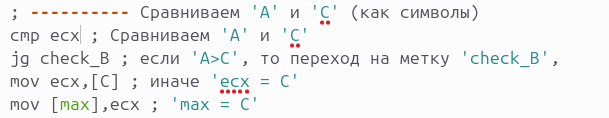 ; ---------- Сравниваем 'A' и 'С' (как символы)
cmp ecx ; Сравниваем 'A' и 'С'
jg check_B ; если 'A>C', то переход на метку 'check_B',
mov ecx,[C] ; иначе 'ecx = C'
mov [max],ecx ; 'max = C'